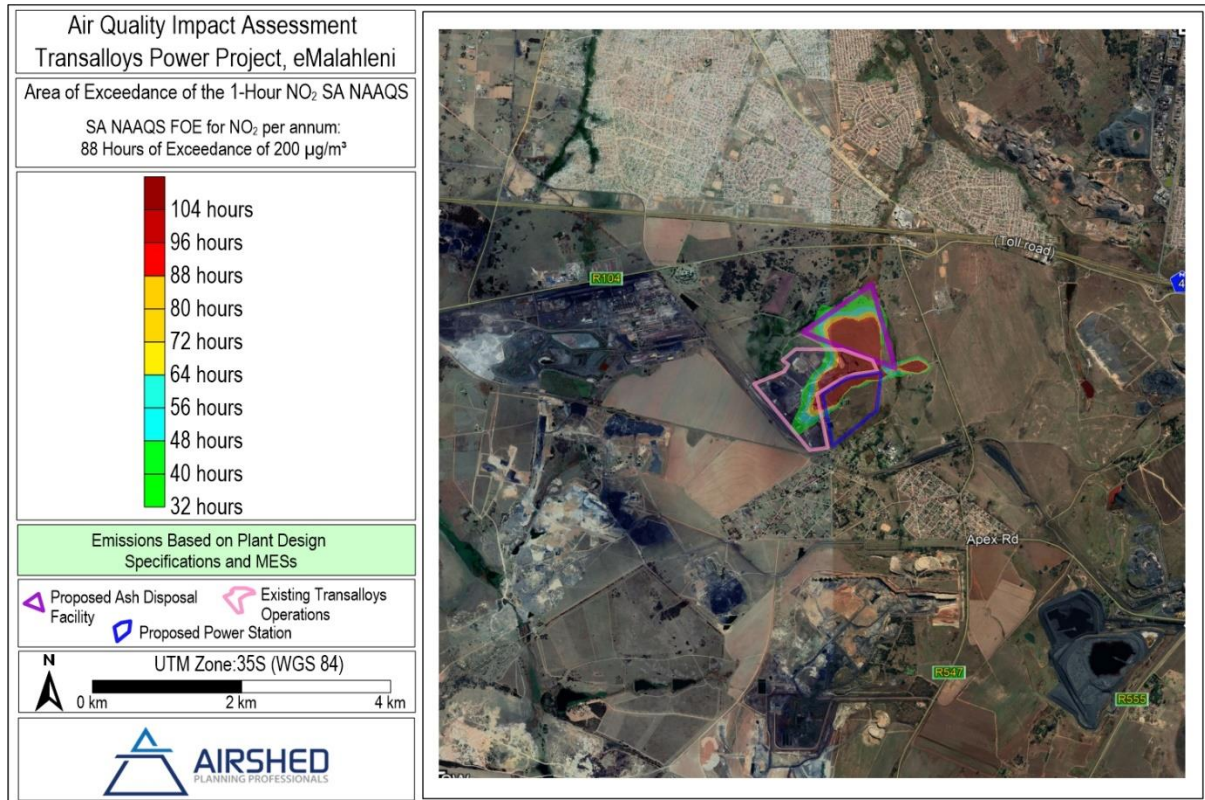 Air Quality Impact Assessment
Transalloys Power Project, eMalahleni
Area of Exceedance of the 1-Hour NO₂ SA NAAQS
SA NAAQS FOE for NO₂ per annum:
88 Hours of Exceedance of 200 µg/m³
104 hours
96 hours
88 hours
80 hours
72 hours
64 hours
56 hours
48 hours
40 hours
32 hours
Emissions Based on Plant Design
Specifications and MESs
Proposed Ash Disposal
Facility
Existing Transalloys
Operations
Proposed Power Station
N
UTM Zone:35S (WGS 84)
0 km
2 km
4 km
AIRSHED
PLANNING PROFESSIONALS
(Toll road)
R104
Apex Rd
R547
R555